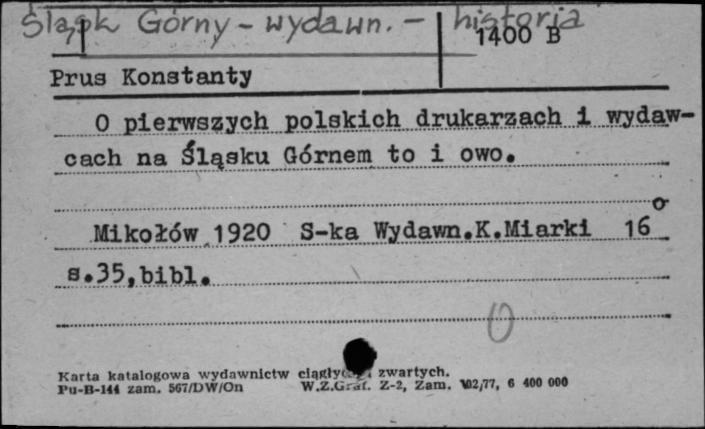 Śląsk Górny - wydawn. - historia
1400 B
Prus Konstanty
O pierwszych polskich drukarzach i wydaw-
cach na Śląsku Górnem to i owo.
Mikołów 1920 S-ka Wydawn.K.Miarki 16°
s.35,bibl.
Karta katalogowa wydawnictw ciągłych i zwartych.
Pu-B-144 zam. 567/DW/On W.Z.Graf. Z-2, Zam. 102/77, 6 400 000